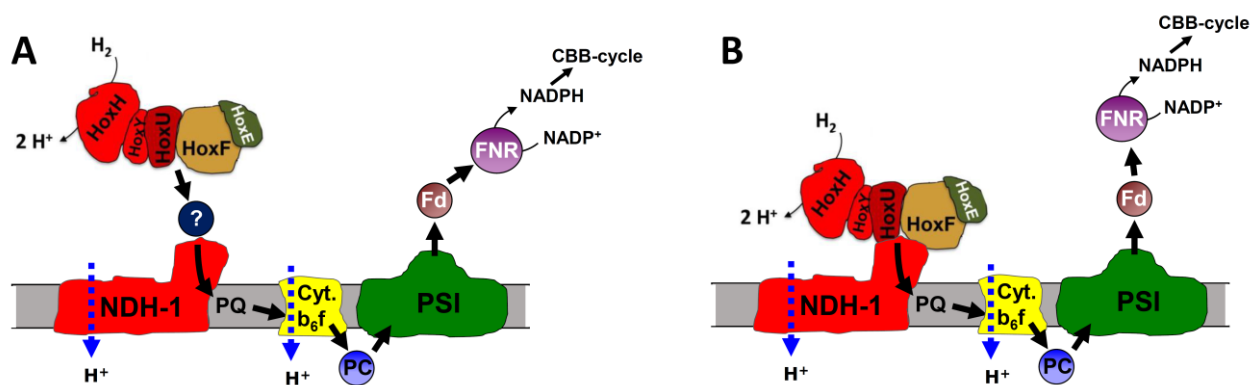 A
H₂
HoxH
HoxY
HoxU
HoxF
HoxE
2 H⁺
?
NDH-1
PQ
Cyt.
b₆f
PC
PSI
Fd
FNR
NADP⁺
NADPH
CBB-cycle
H⁺
H⁺
B
H₂
HoxH
HoxY
HoxU
HoxF
HoxE
2 H⁺
NDH-1
PQ
Cyt.
b₆f
PC
PSI
Fd
FNR
NADP⁺
NADPH
CBB-cycle
H⁺
H⁺